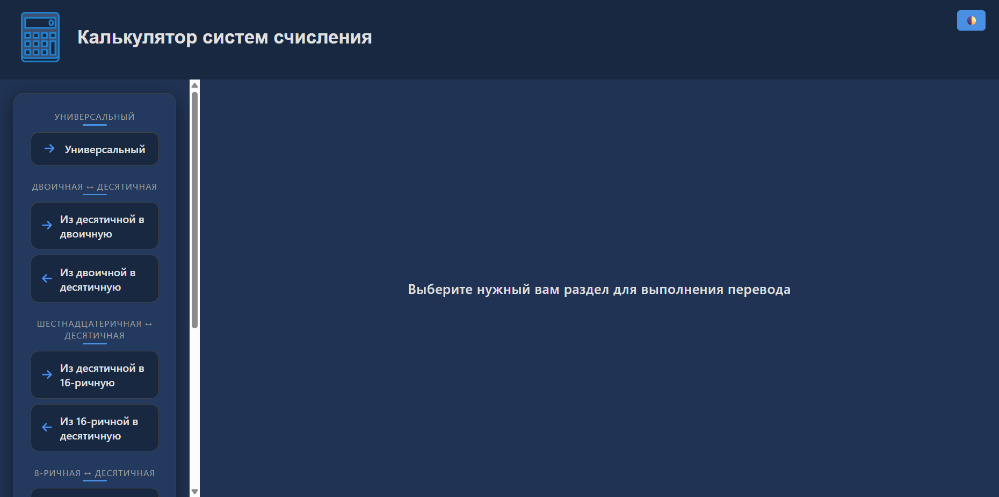 0
Калькулятор систем счисления
УНИВЕРСАЛЬНЫЙ
→ Универсальный
ДВОИЧНАЯ ↔ ДЕСЯТИЧНАЯ
→ Из десятичной в
двоичную
← Из двоичной в
десятичную
ШЕСТНАДЦАТЕРИЧНАЯ ↔
ДЕСЯТИЧНАЯ
→ Из десятичной в
16-ричную
← Из 16-ричной в
десятичную
8-РИЧНАЯ ↔ ДЕСЯТИЧНАЯ
Выберите нужный вам раздел для выполнения перевода